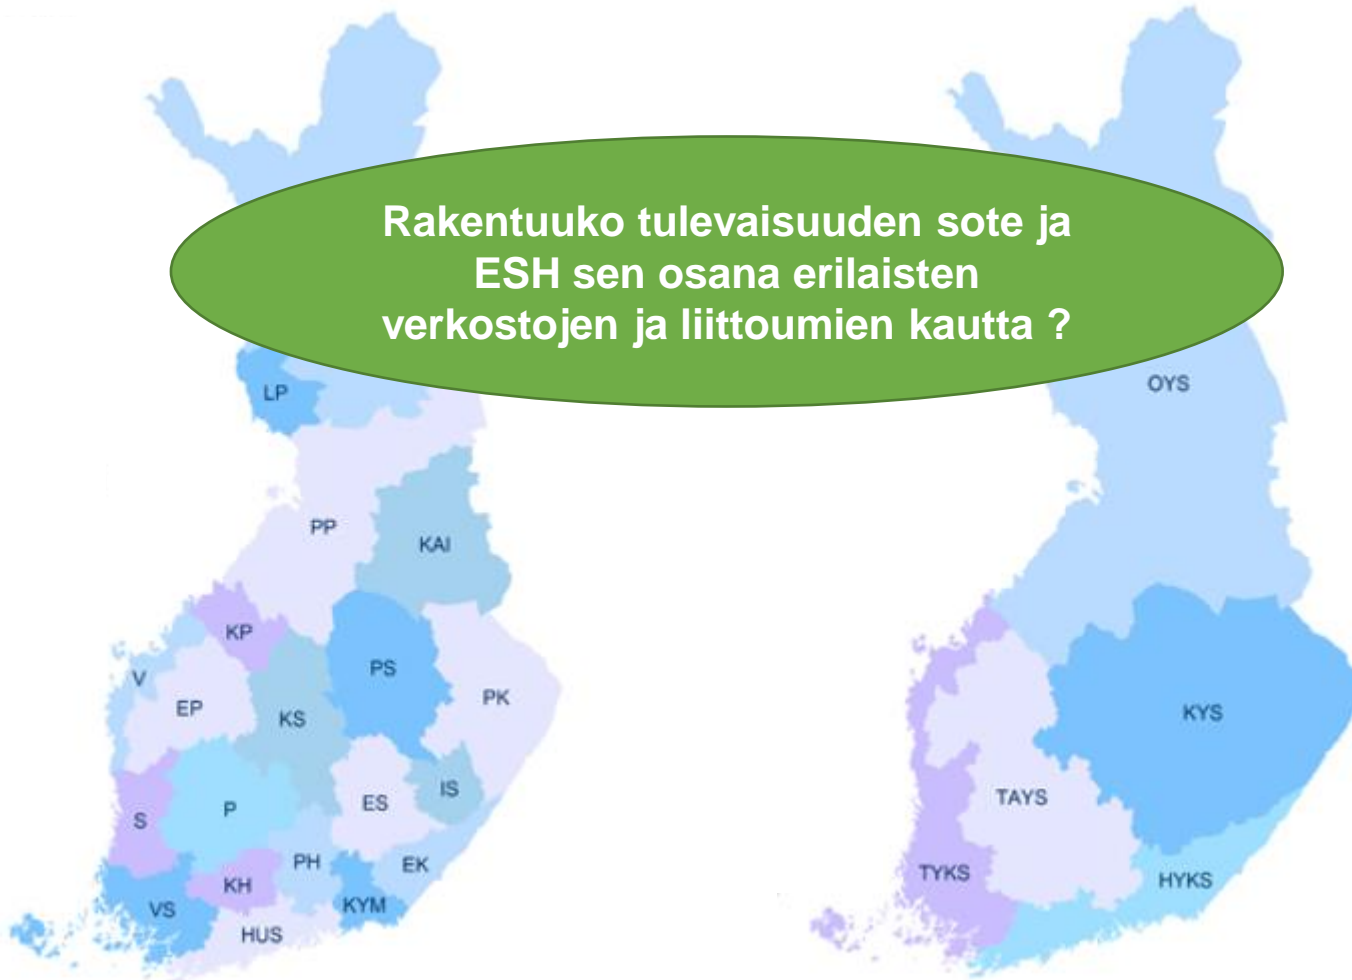 Rakentuuko tulevaisuuden sote ja
ESH sen osana erilaisten
verkostojen ja liittoumien kautta ?
LP
PP
KAI
KP
V
EP
KS
PS
PK
S
P
ES
IS
PH
EK
KH
VS
KYM
HUS
OYS
KYS
TAYS
TYKS
HYKS